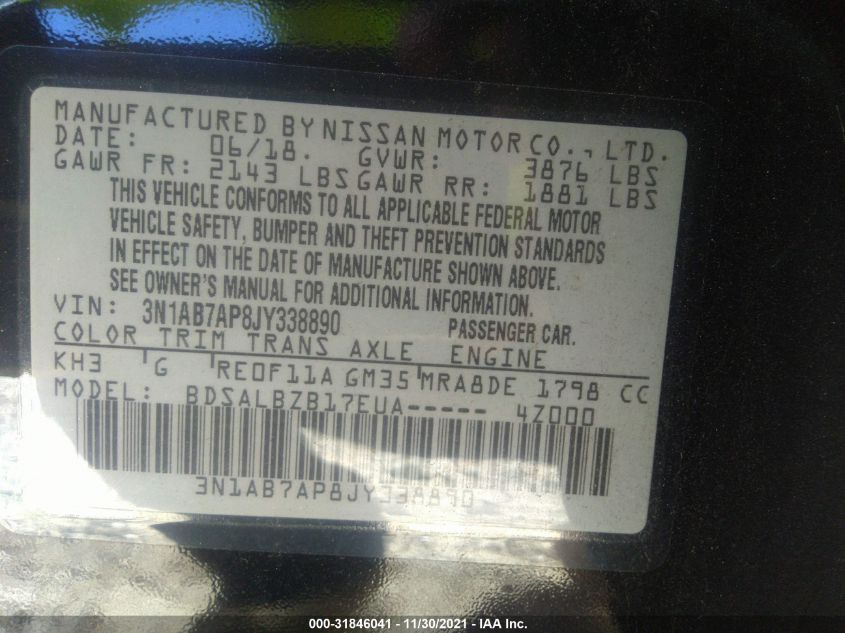 MANUFACTURED BY NISSAN MOTOR CO., LTD.
DATE: 06/18. GVWR: 3876 LBS
GAWR FR: 2143 LBS GAWR RR: 1881 LBS
THIS VEHICLE CONFORMS TO ALL APPLICABLE FEDERAL MOTOR
VEHICLE SAFETY, BUMPER AND THEFT PREVENTION STANDARDS
IN EFFECT ON THE DATE OF MANUFACTURE SHOWN ABOVE.
SEE OWNER'S MANUAL FOR ADDITIONAL INFORMATION.
VIN: 3N1AB7AP8JY338890 PASSENGER CAR.
COLOR TRIM TRANS AXLE ENGINE
KH3 G RE0F11A GM35 MRA8DE 1798 CC
MODEL: BDSALBZB17EUA----- 4Z000
3N1AB7AP8JY338890
000-31846041 - 11/30/2021 - IAA Inc.